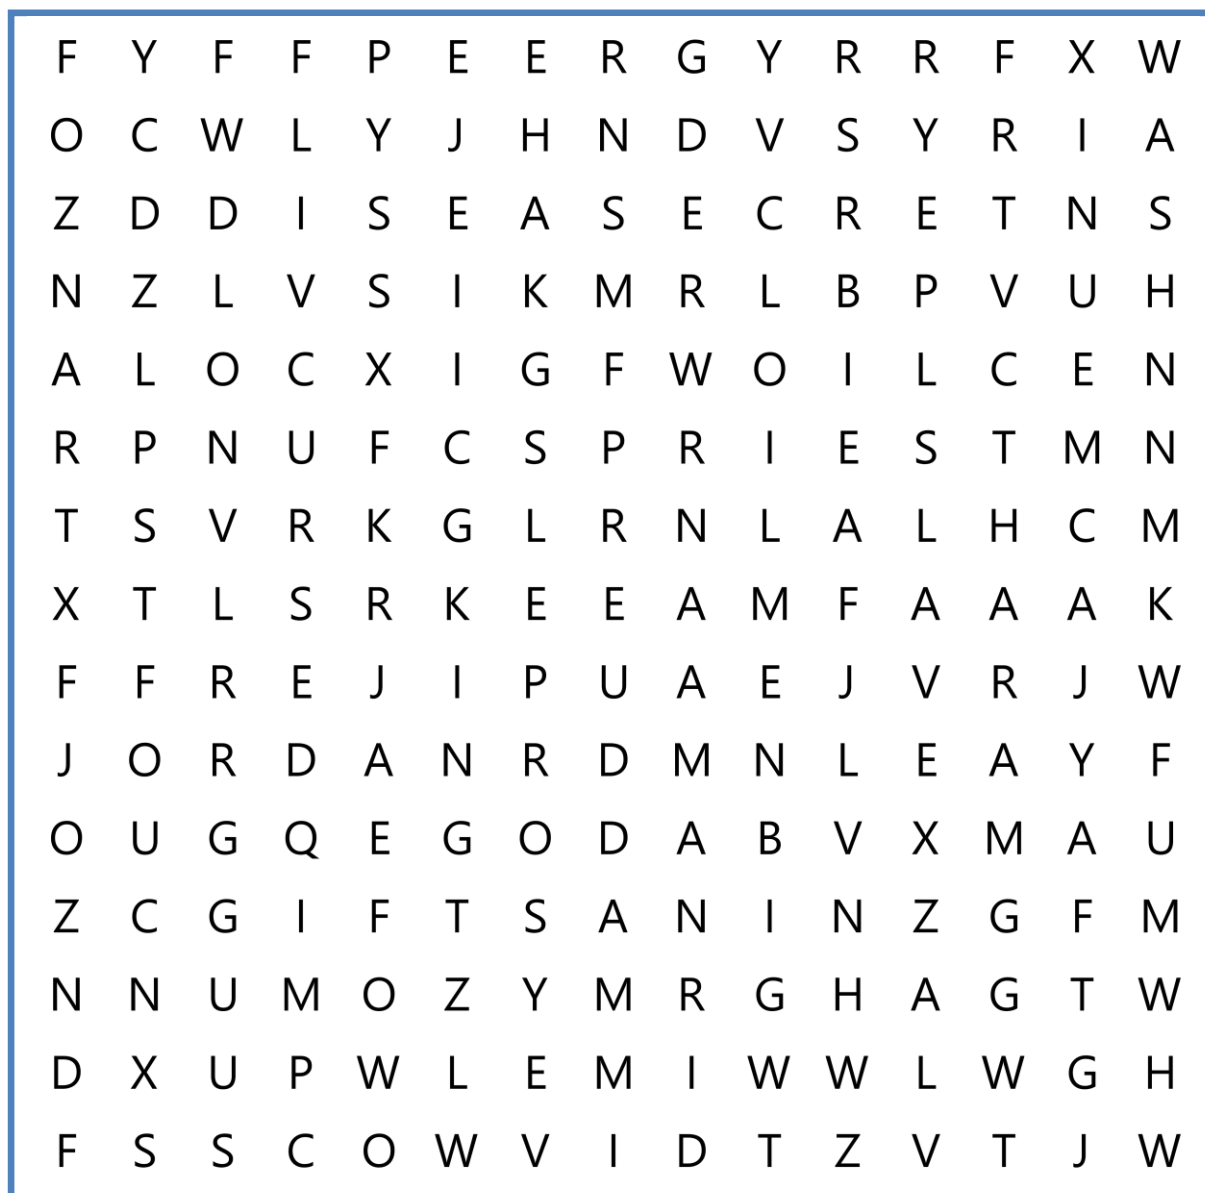 F Y F F P E E R G Y R R F X W
O C W L Y J H N D V S Y R I A
Z D D I S E A S E C R E T N S
N Z L V S I K M R L B P V U H
A L O C X I G F W O I L C E N
R P N U F C S P R I E S T M N
T S V R K G L R N L A L H C M
X T L S R K E E A M F A A A K
F F R E J I P U A E J V R J W
J O R D A N R D M N L E A Y F
O U G Q E G O D A B V X M A U
Z C G I F T S A N I N Z G F M
N N U M O Z Y M R G H A G T W
D X U P W L E M I W W L W G H
F S S C O W V I D T Z V T J W